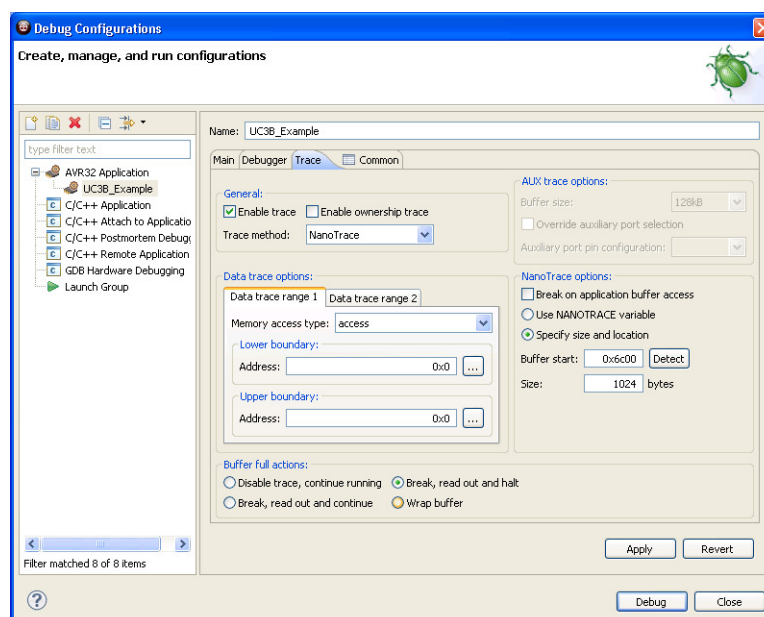 Debug Configurations
Create, manage, and run configurations
type filter text
AVR32 Application
UC3B_Example
C/C++ Application
C/C++ Attach to Applicatio
C/C++ Postmortem Debug
C/C++ Remote Application
GDB Hardware Debugging
Launch Group
Filter matched 8 of 8 items
Name: UC3B_Example
Main Debugger Trace Common
General:
Enable trace Enable ownership trace
Trace method: NanoTrace
AUX trace options:
Buffer size: 128kB
Override auxiliary port selection
Auxiliary port pin configuration:
Data trace options:
Data trace range 1 Data trace range 2
Memory access type: access
Lower boundary:
Address: 0x0 ...
Upper boundary:
Address: 0x0 ...
NanoTrace options:
Break on application buffer access
Use NANOTRACE variable
Specify size and location
Buffer start: 0x6c00 Detect
Size: 1024 bytes
Buffer full actions:
Disable trace, continue running Break, read out and halt
Break, read out and continue Wrap buffer
Apply Revert
? Debug Close